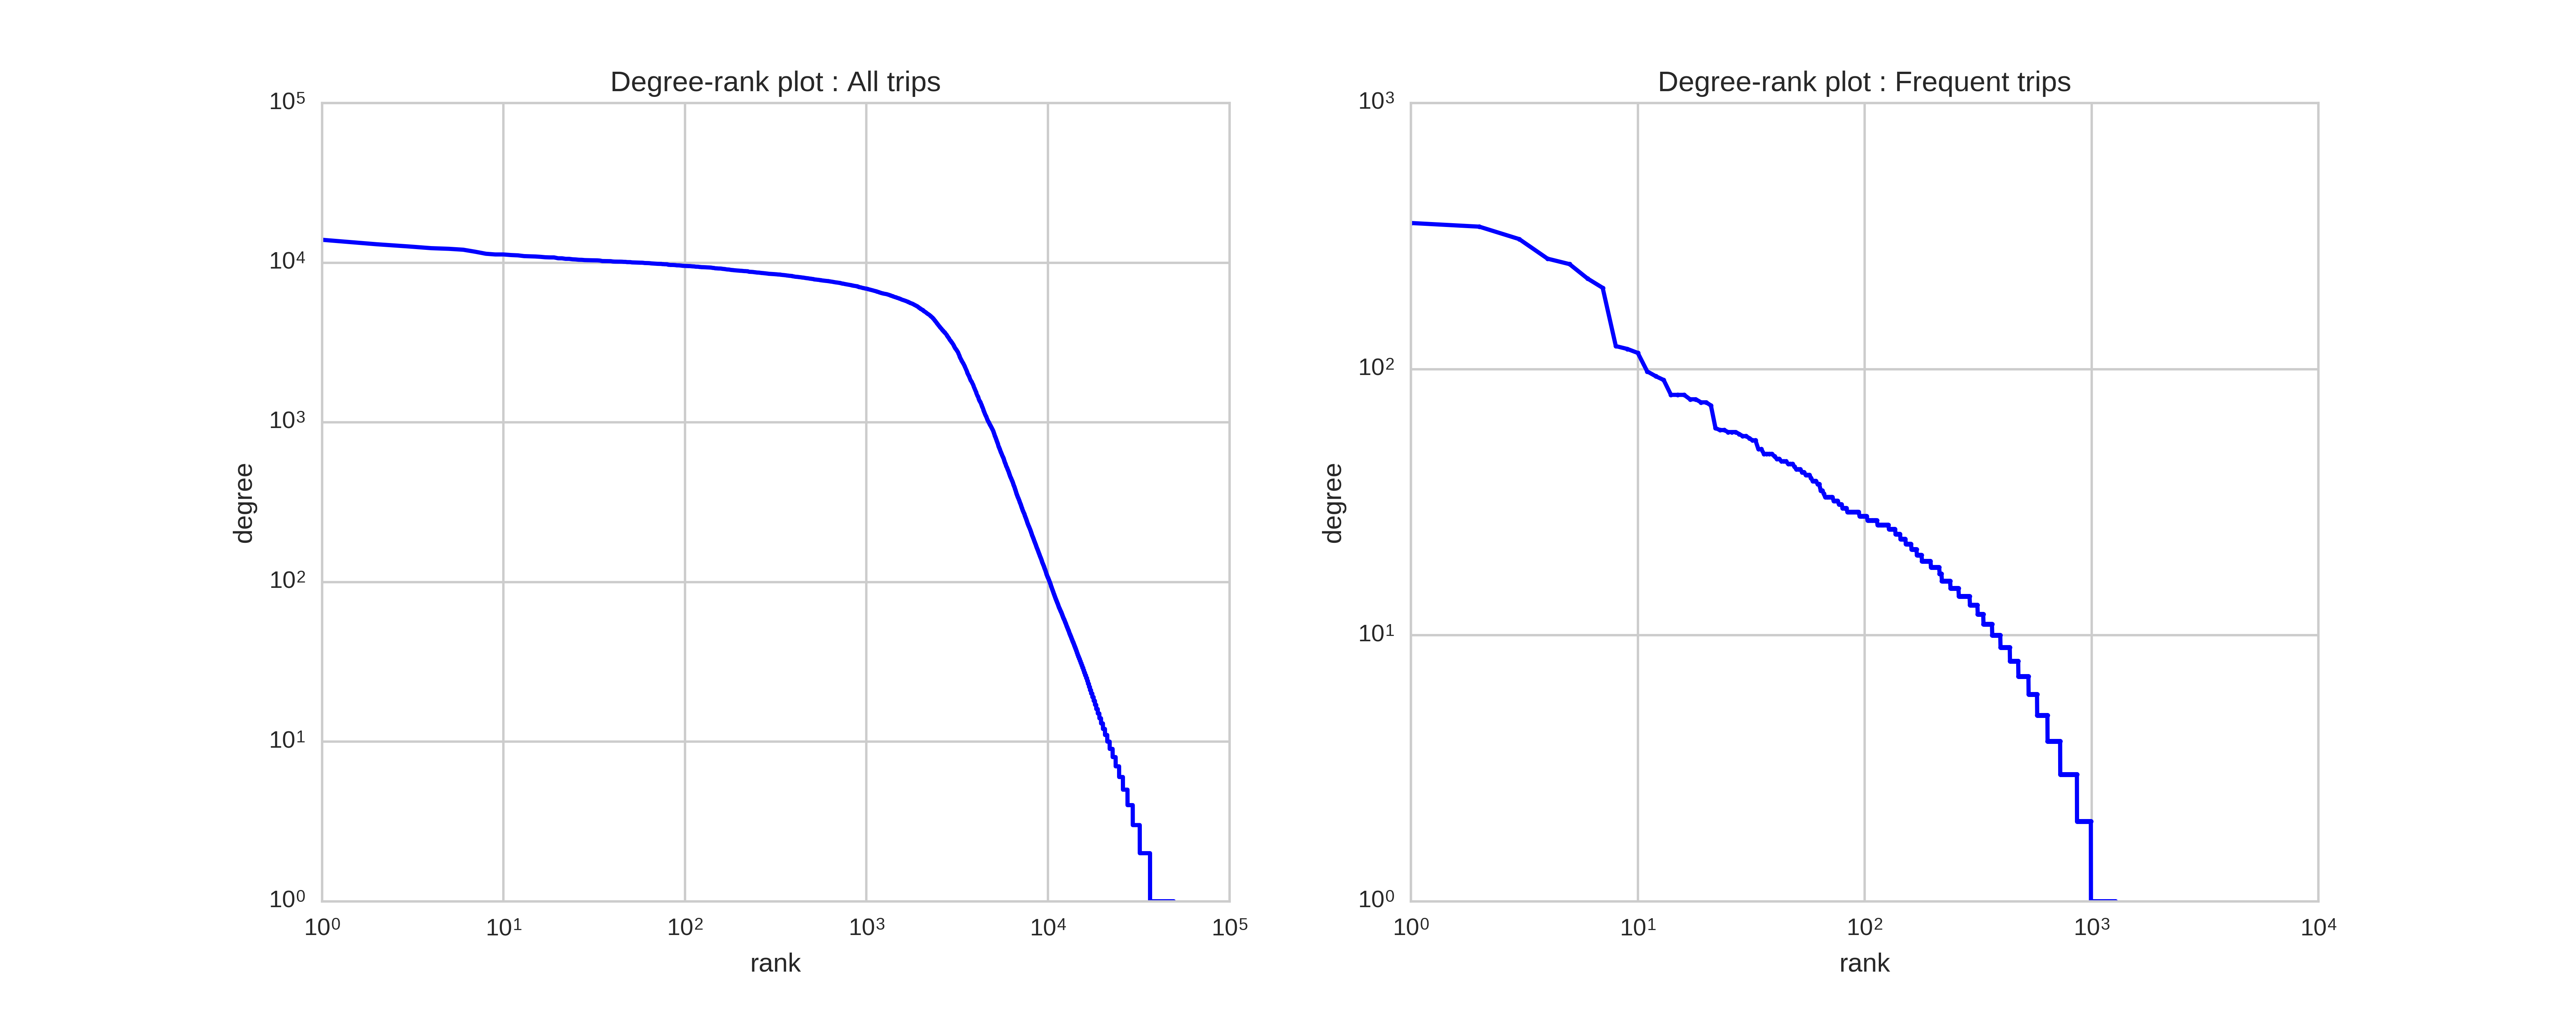 Degree-rank plot : All trips
10⁵
10⁴
10³
10²
10¹
10⁰
degree
10⁰ 10¹ 10² 10³ 10⁴ 10⁵
rank
Degree-rank plot : Frequent trips
10³
10²
10¹
10⁰
degree
10⁰ 10¹ 10² 10³ 10⁴
rank